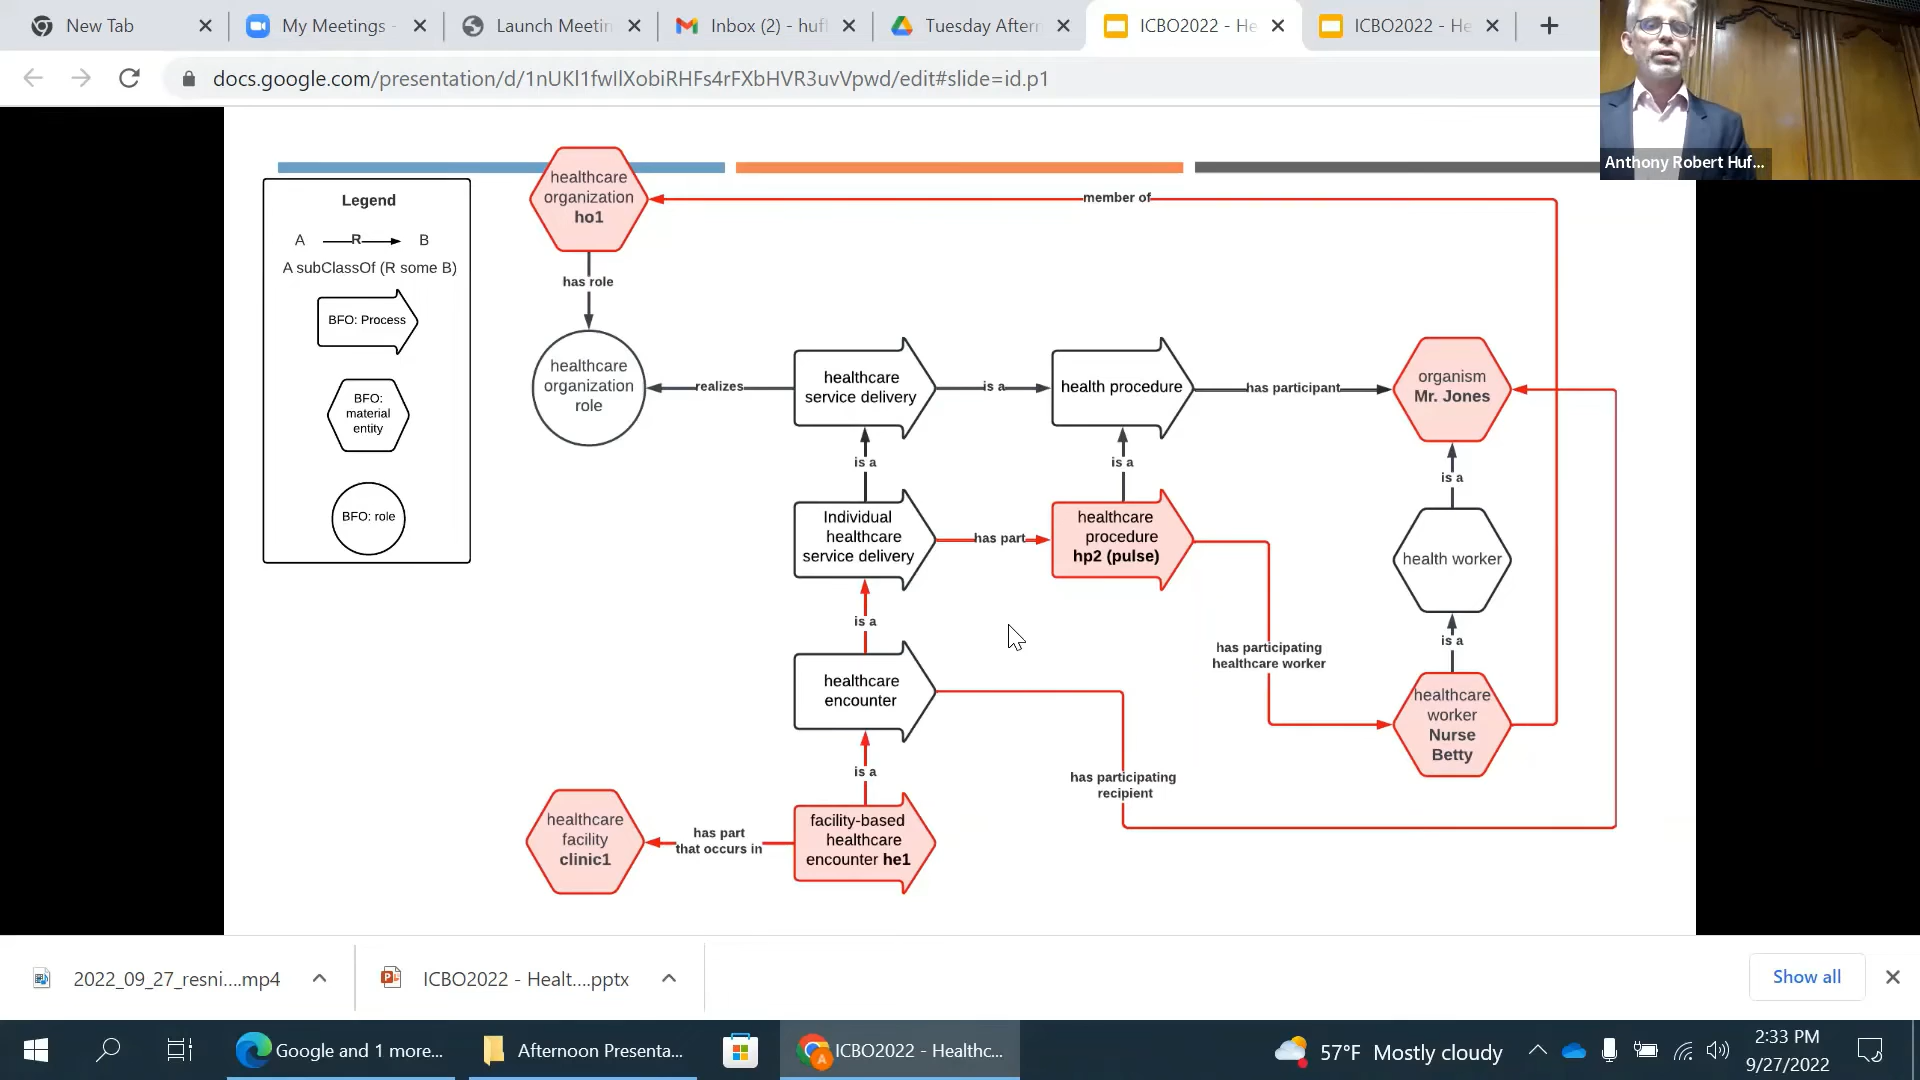 New Tab
My Meetings -
Launch Meetin
Inbox (2) - hufl
Tuesday Aftern
ICBO2022 - He
ICBO2022 - He
docs.google.com/presentation/d/1nUKl1fwIlXobiRHFs4rFXbHVR3uvVpwd/edit#slide=id.p1
Anthony Robert Huf...
Legend
A R B
A subClassOf (R some B)
BFO: Process
BFO:
material
entity
BFO: role
healthcare
organization
ho1
member of
has role
healthcare
organization
role
realizes
healthcare
service delivery
is a
health procedure
has participant
organism
Mr. Jones
is a
is a
is a
Individual
healthcare
service delivery
has part
healthcare
procedure
hp2 (pulse)
health worker
is a
is a
healthcare
encounter
has participating
healthcare worker
healthcare
worker
Nurse
Betty
is a
has participating
recipient
healthcare
facility
clinic1
has part
that occurs in
facility-based
healthcare
encounter he1
2022_09_27_resni....mp4
ICBO2022 - Healt....pptx
Show all
Google and 1 more...
Afternoon Presenta...
ICBO2022 - Healthc...
57°F Mostly cloudy
2:33 PM
9/27/2022